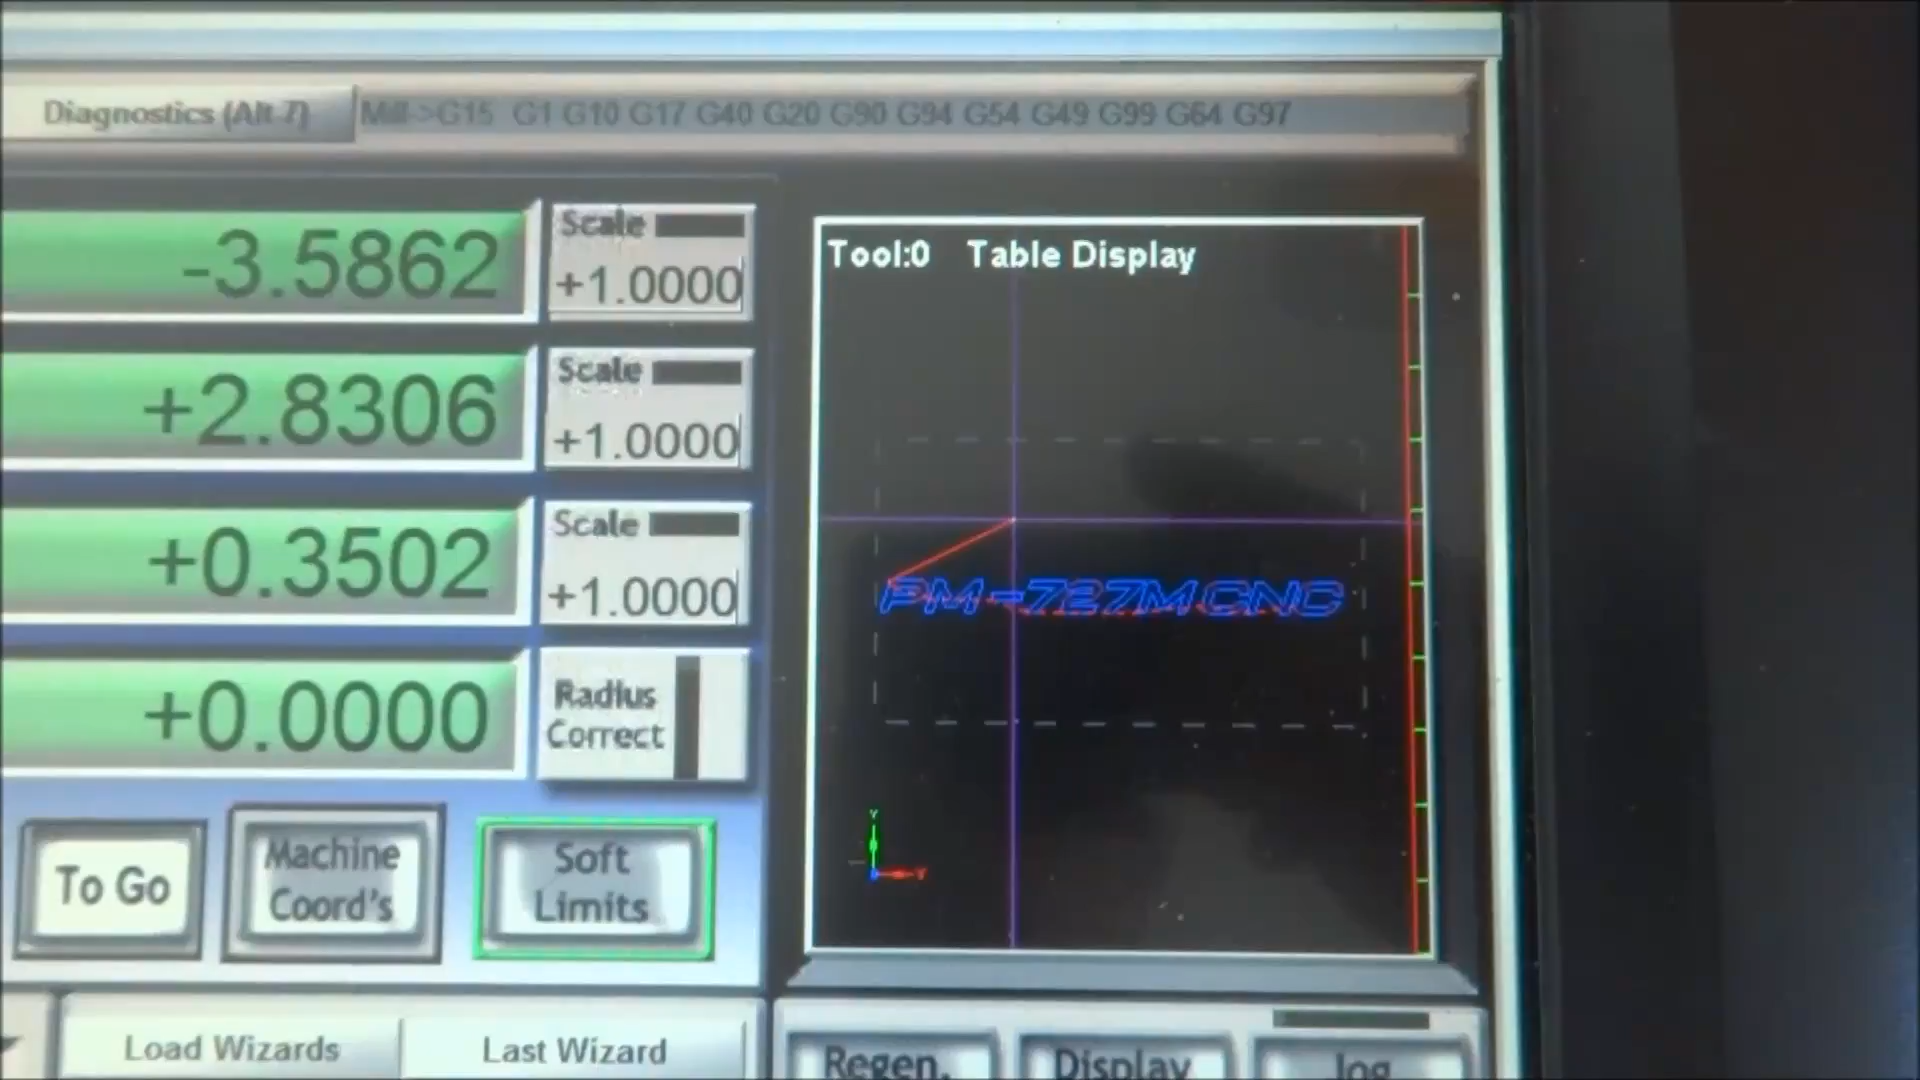 Diagnostics (Alt-7) Mill->G15 G1 G10 G17 G40 G20 G90 G94 G54 G49 G99 G64 G97
-3.5862
Scale
+1.0000
+2.8306
Scale
+1.0000
+0.3502
Scale
+1.0000
+0.0000
Radius
Correct
To Go
Machine
Coord's
Soft
Limits
Load Wizards
Last Wizard
Tool:0 Table Display
PM-727M CNC
Y
Regen.
Display
Jog